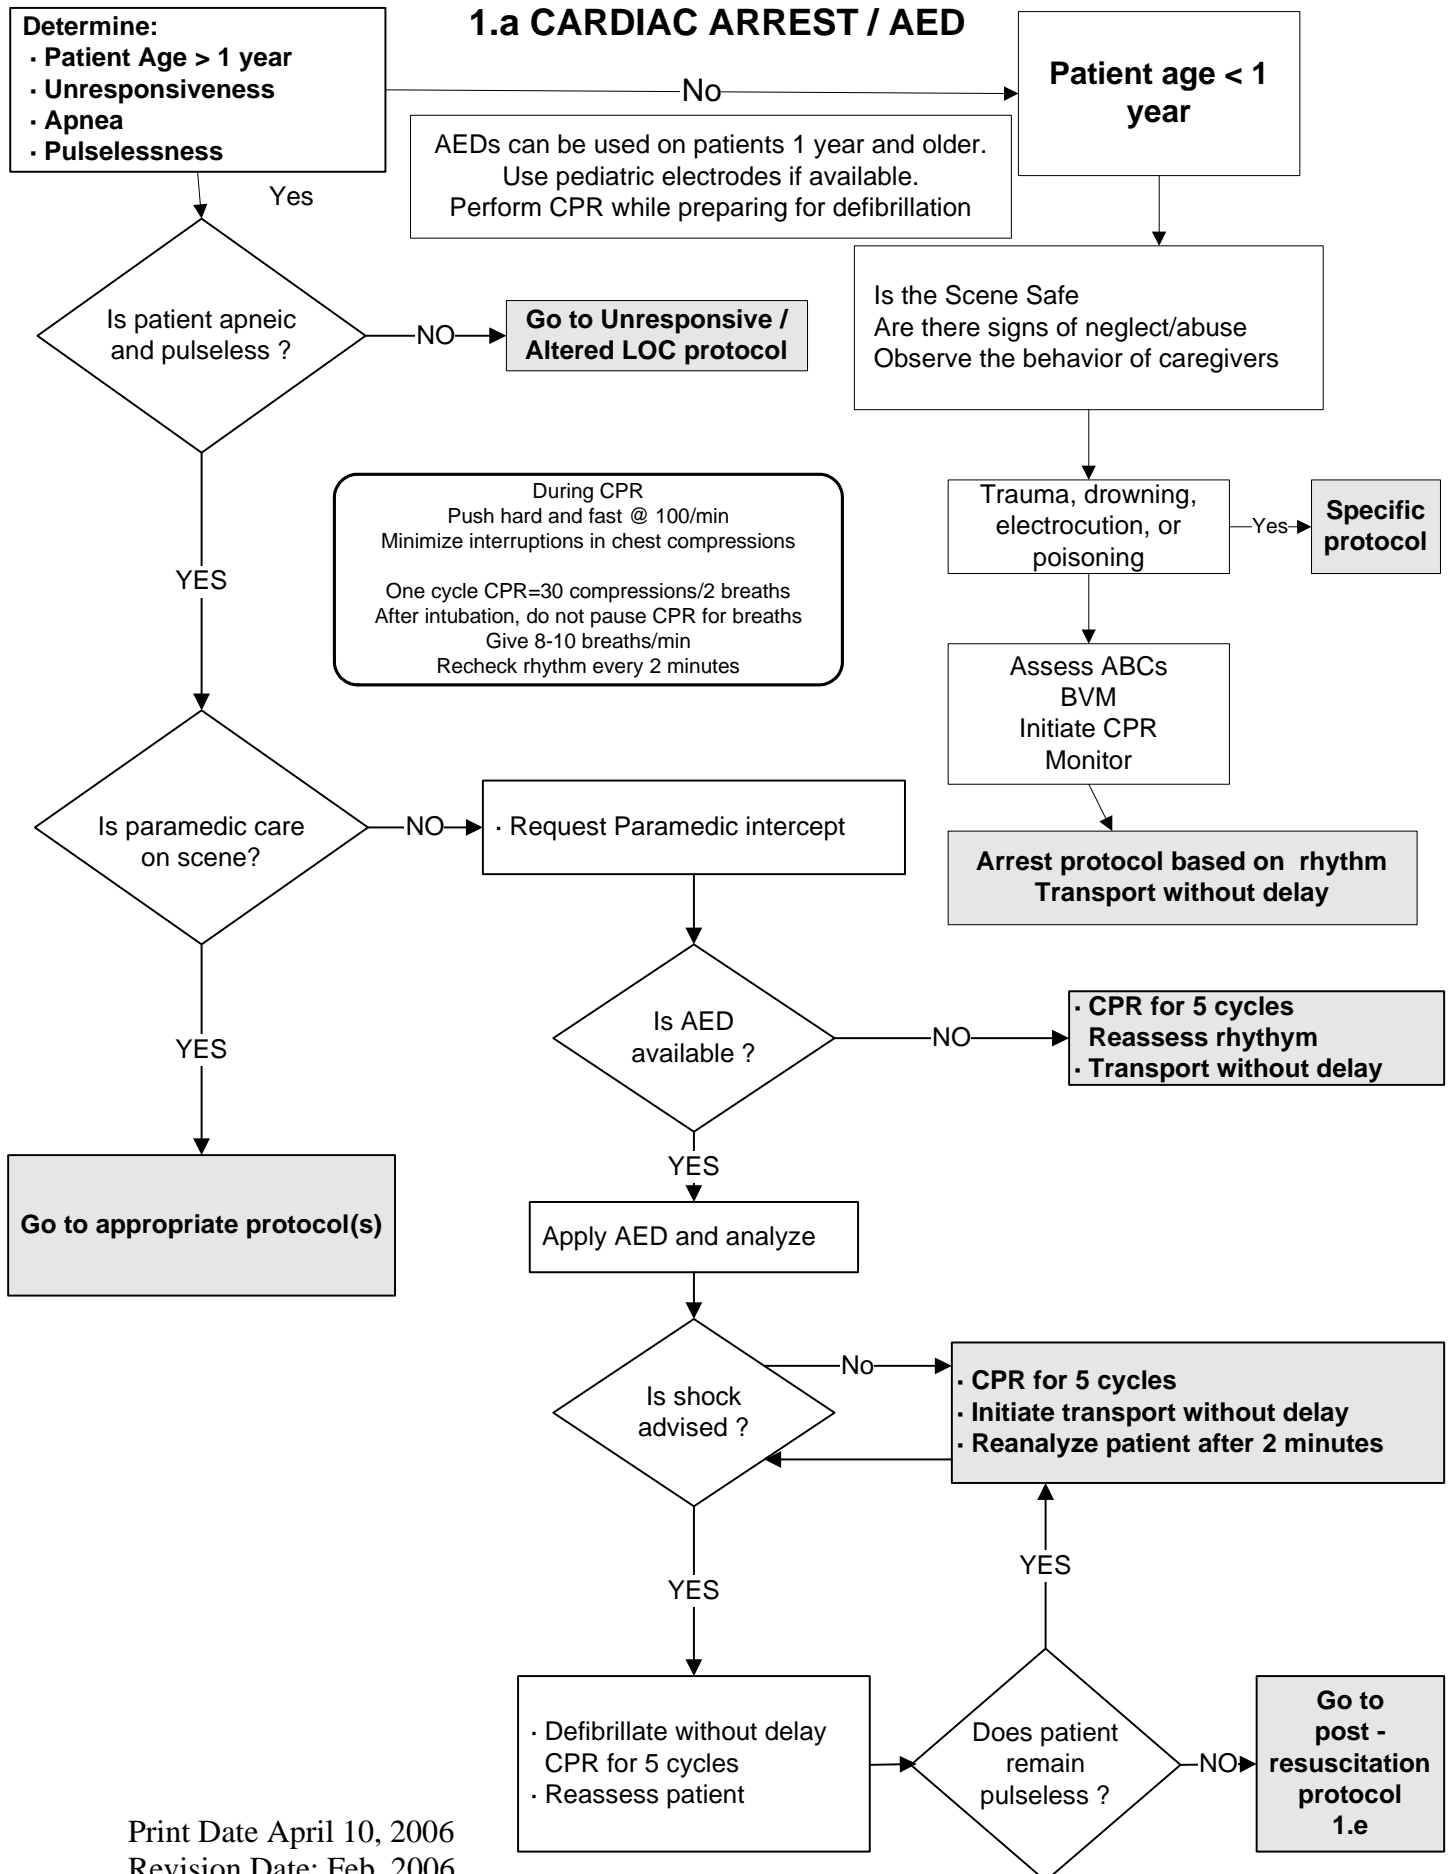 1.a CARDIAC ARREST / AED
Determine:
· Patient Age > 1 year
· Unresponsiveness
· Apnea
· Pulselessness
No
Patient age < 1
year
AEDs can be used on patients 1 year and older.
Use pediatric electrodes if available.
Perform CPR while preparing for defibrillation
Yes
Is patient apneic
and pulseless ?
NO
Go to Unresponsive /
Altered LOC protocol
Is the Scene Safe
Are there signs of neglect/abuse
Observe the behavior of caregivers
During CPR
Push hard and fast @ 100/min
Minimize interruptions in chest compressions
One cycle CPR=30 compressions/2 breaths
After intubation, do not pause CPR for breaths
Give 8-10 breaths/min
Recheck rhythm every 2 minutes
Trauma, drowning,
electrocution, or
poisoning
Yes
Specific
protocol
YES
Assess ABCs
BVM
Initiate CPR
Monitor
Is paramedic care
on scene?
NO
· Request Paramedic intercept
Arrest protocol based on rhythm
Transport without delay
YES
Is AED
available ?
NO
· CPR for 5 cycles
Reassess rhythym
· Transport without delay
Go to appropriate protocol(s)
YES
Apply AED and analyze
Is shock
advised ?
No
· CPR for 5 cycles
· Initiate transport without delay
· Reanalyze patient after 2 minutes
YES
YES
· Defibrillate without delay
CPR for 5 cycles
· Reassess patient
Does patient
remain
pulseless ?
NO
Go to
post -
resuscitation
protocol
1.e
Print Date April 10, 2006
Revision Date: Feb. 2006